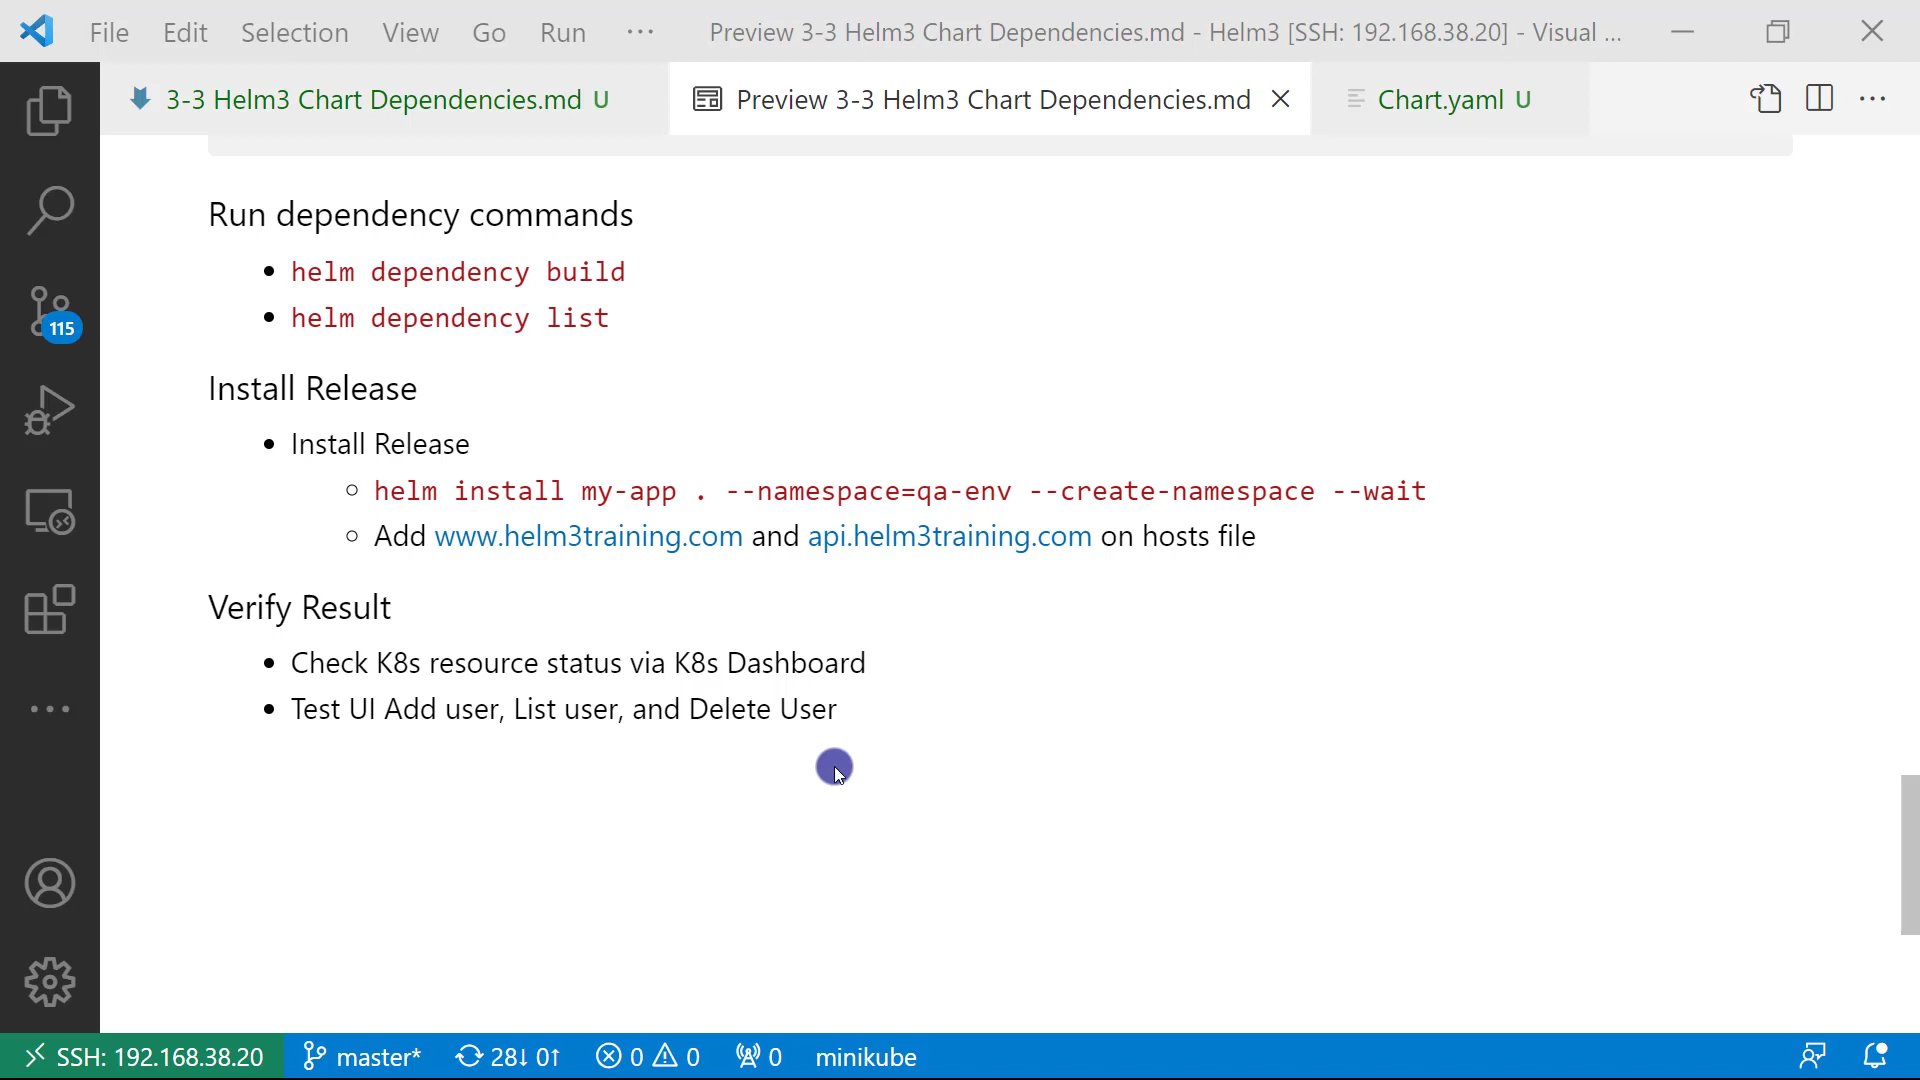 File Edit Selection View Go Run ··· Preview 3-3 Helm3 Chart Dependencies.md - Helm3 [SSH: 192.168.38.20] - Visual ...
3-3 Helm3 Chart Dependencies.md U Preview 3-3 Helm3 Chart Dependencies.md Chart.yaml U
Run dependency commands
helm dependency build
helm dependency list
115
Install Release
Install Release
helm install my-app . --namespace=qa-env --create-namespace --wait
Add www.helm3training.com and api.helm3training.com on hosts file
Verify Result
Check K8s resource status via K8s Dashboard
Test UI Add user, List user, and Delete User
SSH: 192.168.38.20 master* 28↓ 0↑ 0 0 0 minikube